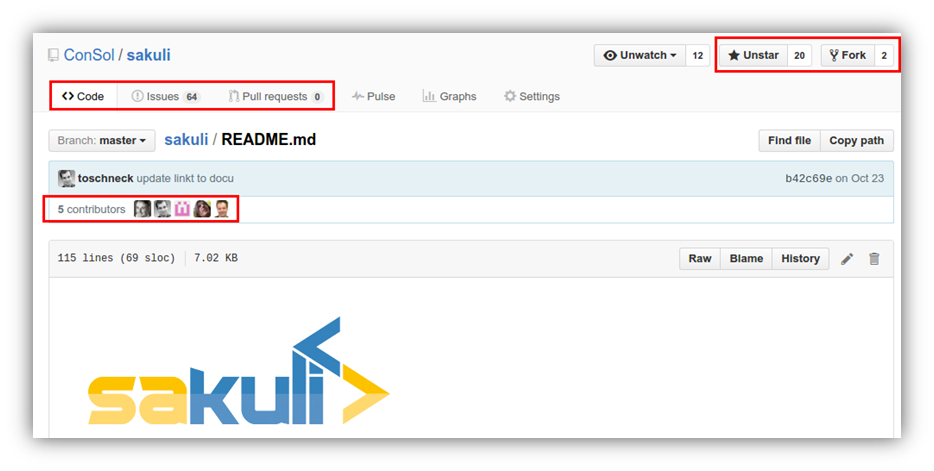 ConSol / sakuli Unwatch 12 Unstar 20 Fork 2
Code Issues 64 Pull requests 0 Pulse Graphs Settings
Branch: master sakuli / README.md Find file Copy path
toschneck update linkt to docu b42c69e on Oct 23
5 contributors
115 lines (69 sloc) 7.02 KB Raw Blame History
sakuli